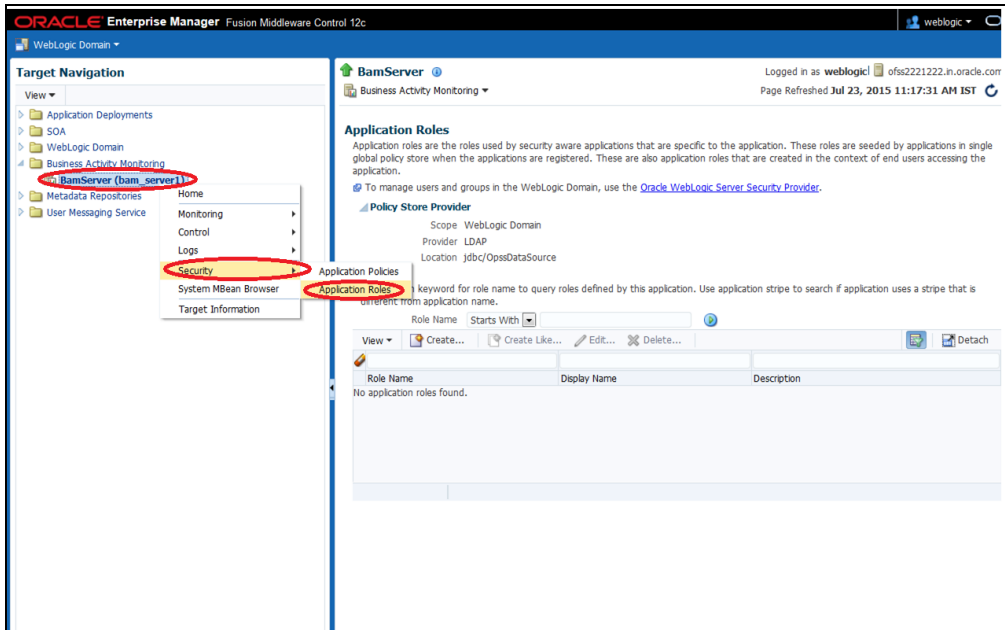 ORACLE Enterprise Manager Fusion Middleware Control 12c
weblogic
WebLogic Domain
Target Navigation
View
Application Deployments
SOA
WebLogic Domain
Business Activity Monitoring
BamServer (bam_server1)
Metadata Repositories
User Messaging Service
Home
Monitoring
Control
Logs
Security
System MBean Browser
Target Information
Application Policies
Application Roles
BamServer
Logged in as weblogic
ofss2221222.in.oracle.com
Business Activity Monitoring
Page Refreshed Jul 23, 2015 11:17:31 AM IST
Application Roles
Application roles are the roles used by security aware applications that are specific to the application. These roles are seeded by applications in single
global policy store when the applications are registered. These are also application roles that are created in the context of end users accessing the
application.
To manage users and groups in the WebLogic Domain, use the Oracle WebLogic Server Security Provider.
Policy Store Provider
Scope WebLogic Domain
Provider LDAP
Location jdbc/OpssDataSource
keyword for role name to query roles defined by this application. Use application stripe to search if application uses a stripe that is
different from application name.
Role Name Starts With
View Create... Create Like... Edit... Delete... Detach
Role Name Display Name Description
No application roles found.